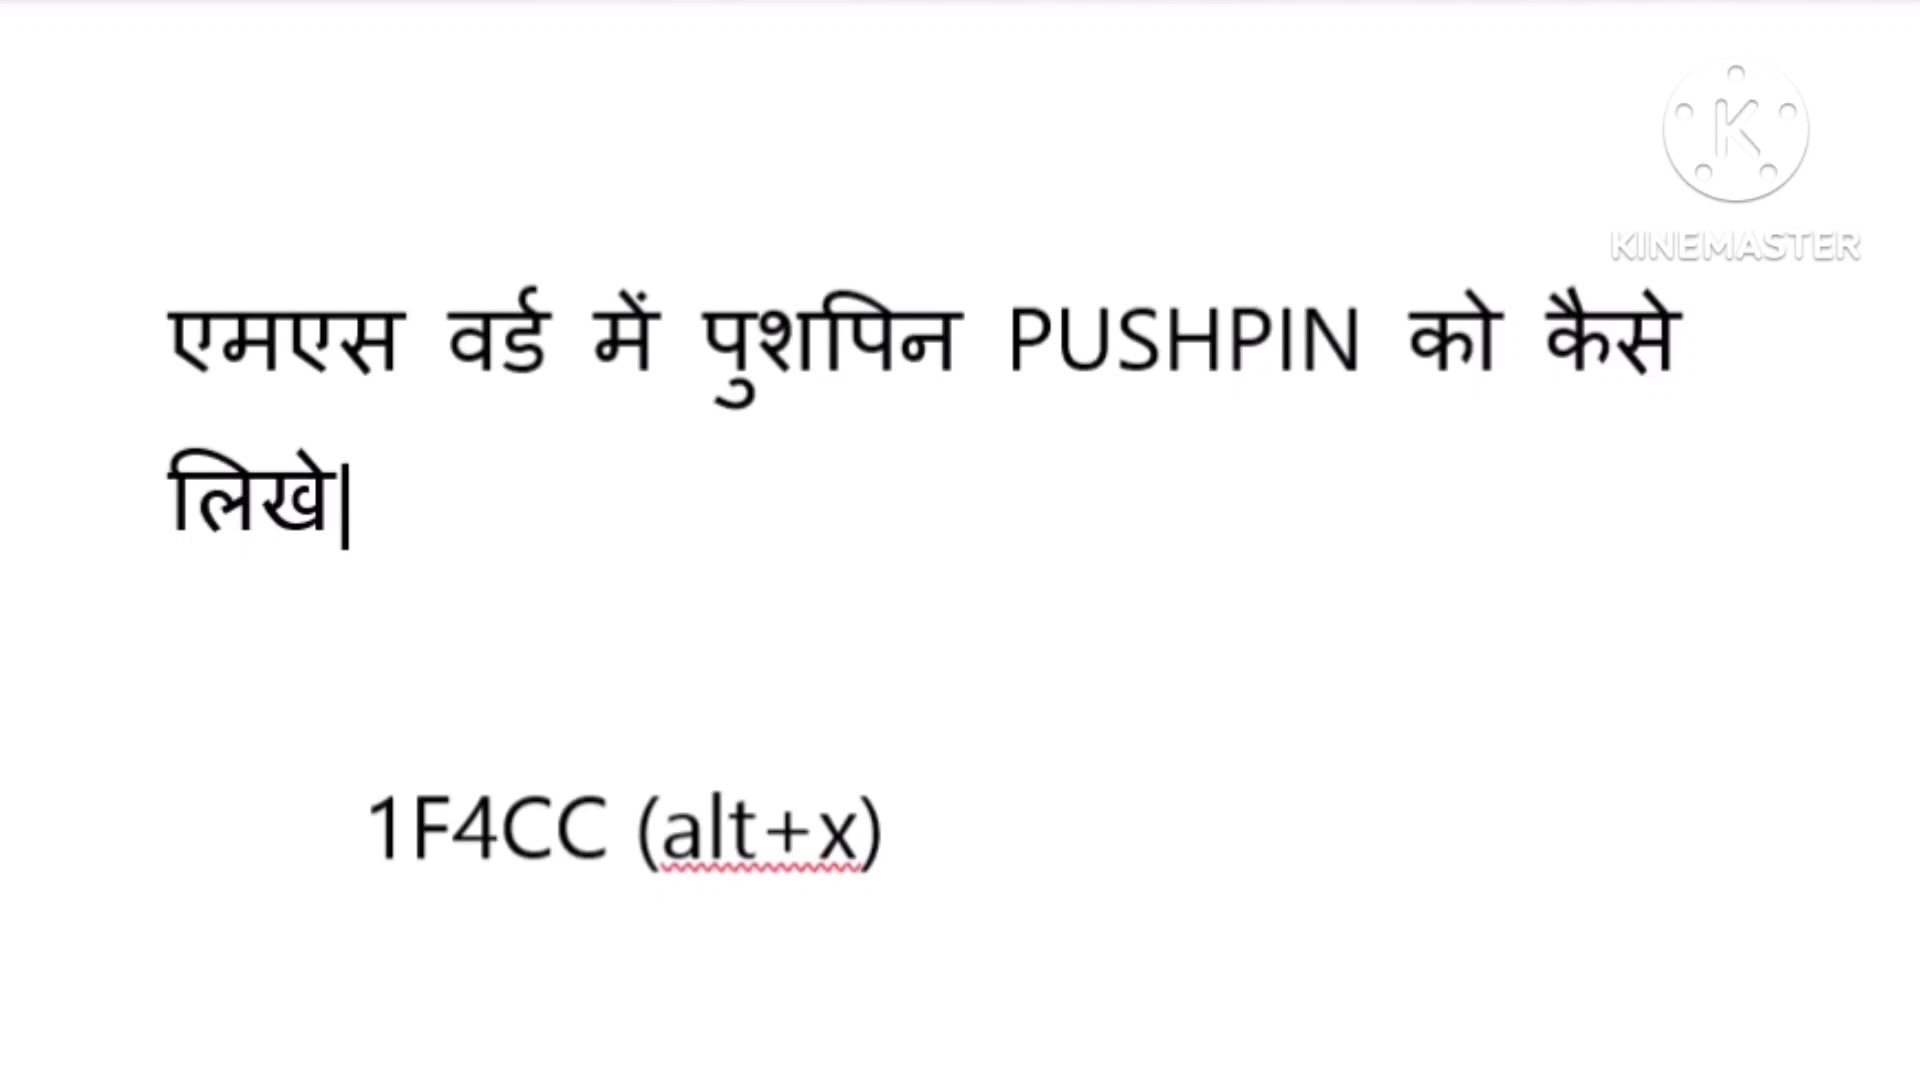 K
KINEMASTER
एमएस वर्ड में पुशपिन PUSHPIN को कैसे
लिखे|
1F4CC (alt+x)